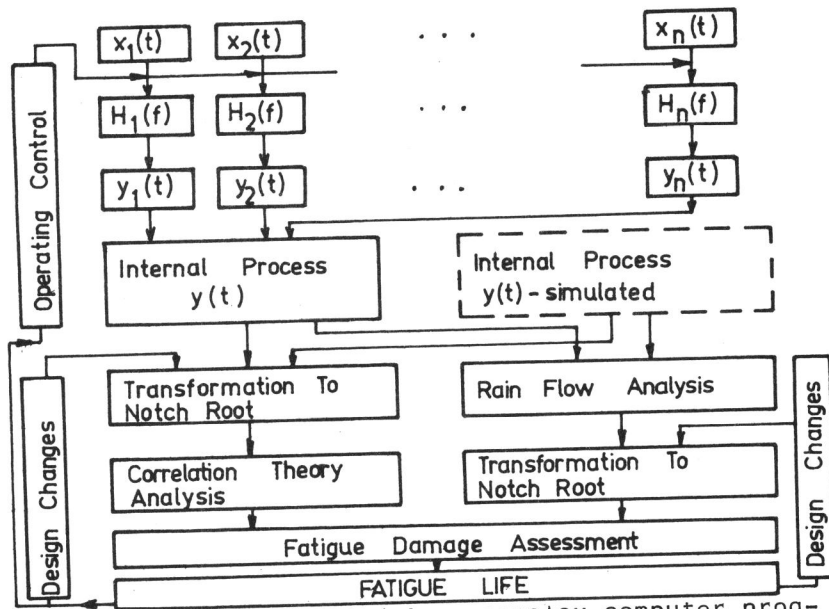 x1(t) x2(t) . . . xn(t)
H1(f) H2(f) . . . Hn(f)
y1(t) y2(t) . . . yn(t)
Operating Control
Internal Process
y(t)
Internal Process
y(t) - simulated
Transformation To
Notch Root
Rain Flow Analysis
Correlation Theory
Analysis
Transformation To
Notch Root
Design Changes
Design Changes
Fatigue Damage Assessment
FATIGUE LIFE
computer prog-